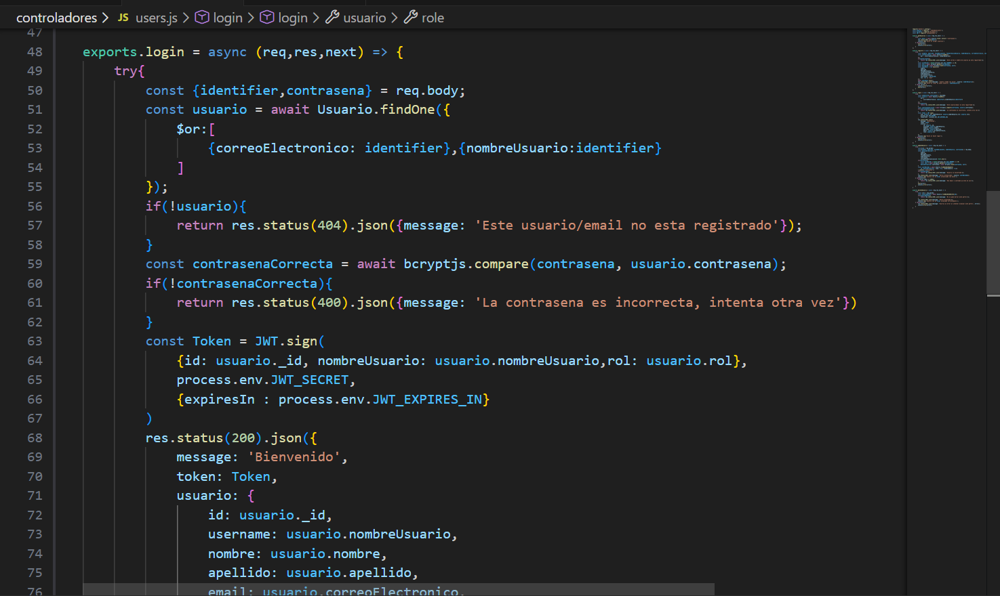 controladores > JS users.js > login > login > usuario > role
47
48 exports.login = async (req,res,next) => {
49 try{
50 const {identifier,contrasena} = req.body;
51 const usuario = await Usuario.findOne({
52 $or:[
53 {correoElectronico: identifier},{nombreUsuario:identifier}
54 ]
55 });
56 if(!usuario){
57 return res.status(404).json({message: 'Este usuario/email no esta registrado'});
58 }
59 const contrasenaCorrecta = await bcryptjs.compare(contrasena, usuario.contrasena);
60 if(!contrasenaCorrecta){
61 return res.status(400).json({message: 'La contrasena es incorrecta, intenta otra vez'})
62 }
63 const Token = JWT.sign(
64 {id: usuario._id, nombreUsuario: usuario.nombreUsuario,rol: usuario.rol},
65 process.env.JWT_SECRET,
66 {expiresIn : process.env.JWT_EXPIRES_IN}
67 )
68 res.status(200).json({
69 message: 'Bienvenido',
70 token: Token,
71 usuario: {
72 id: usuario._id,
73 username: usuario.nombreUsuario,
74 nombre: usuario.nombre,
75 apellido: usuario.apellido,
76 email: usuario.correoElectronico,